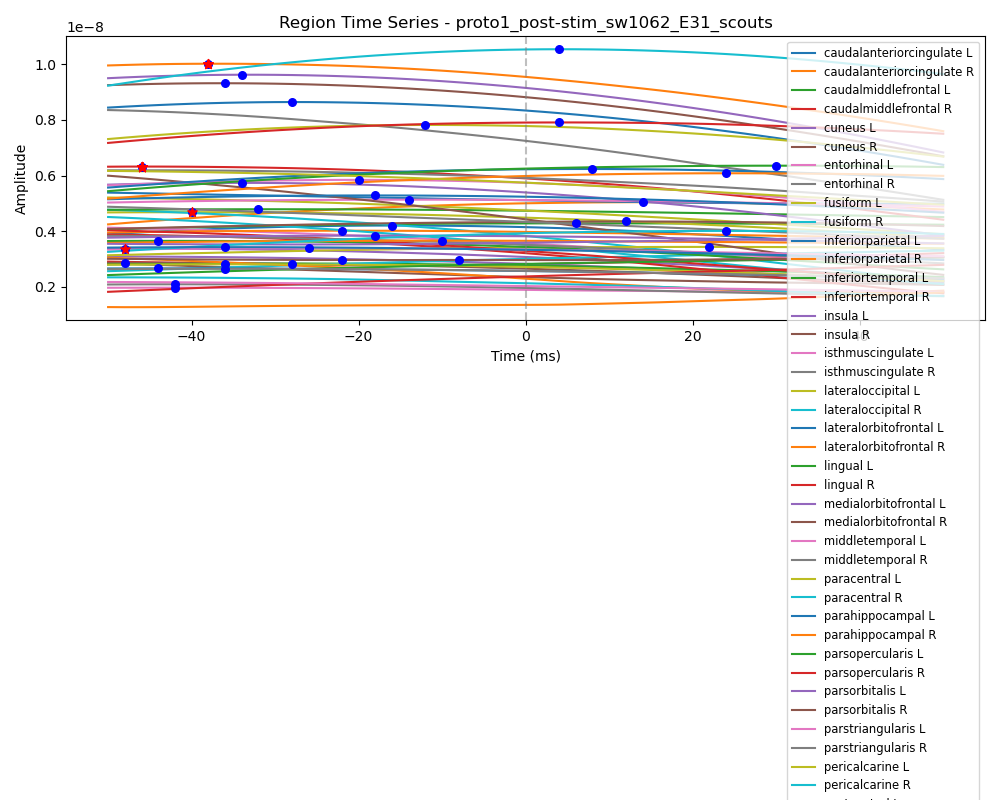 Region Time Series - proto1_post-stim_sw1062_E31_scouts
1e−8
1.0
0.8
0.6
0.4
0.2
Amplitude
−40
−20
0
20
Time (ms)
caudalanteriorcingulate L
caudalanteriorcingulate R
caudalmiddlefrontal L
caudalmiddlefrontal R
cuneus L
cuneus R
entorhinal L
entorhinal R
fusiform L
fusiform R
inferiorparietal L
inferiorparietal R
inferiortemporal L
inferiortemporal R
insula L
insula R
isthmuscingulate L
isthmuscingulate R
lateraloccipital L
lateraloccipital R
lateralorbitofrontal L
lateralorbitofrontal R
lingual L
lingual R
medialorbitofrontal L
medialorbitofrontal R
middletemporal L
middletemporal R
paracentral L
paracentral R
parahippocampal L
parahippocampal R
parsopercularis L
parsopercularis R
parsorbitalis L
parsorbitalis R
parstriangularis L
parstriangularis R
pericalcarine L
pericalcarine R